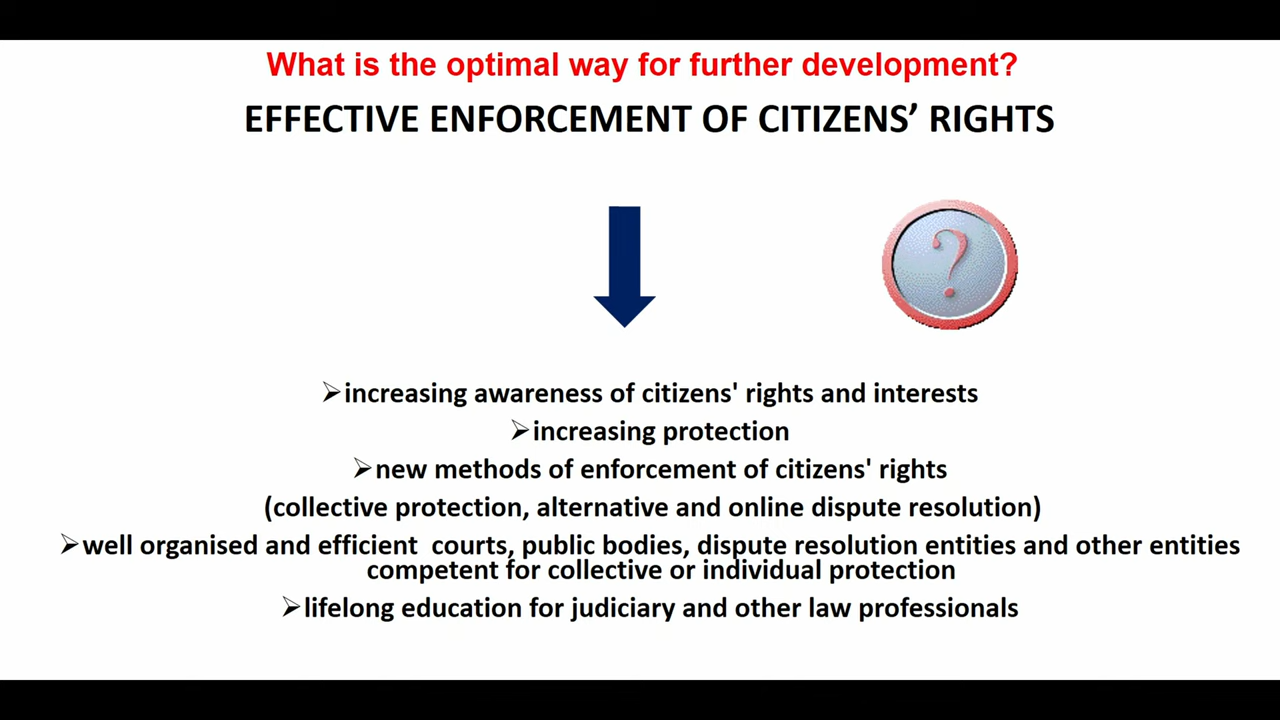 What is the optimal way for further development?
EFFECTIVE ENFORCEMENT OF CITIZENS’ RIGHTS
?
➢increasing awareness of citizens' rights and interests
➢increasing protection
➢new methods of enforcement of citizens' rights
(collective protection, alternative and online dispute resolution)
➢well organised and efficient  courts, public bodies, dispute resolution entities and other entities
competent for collective or individual protection
➢lifelong education for judiciary and other law professionals